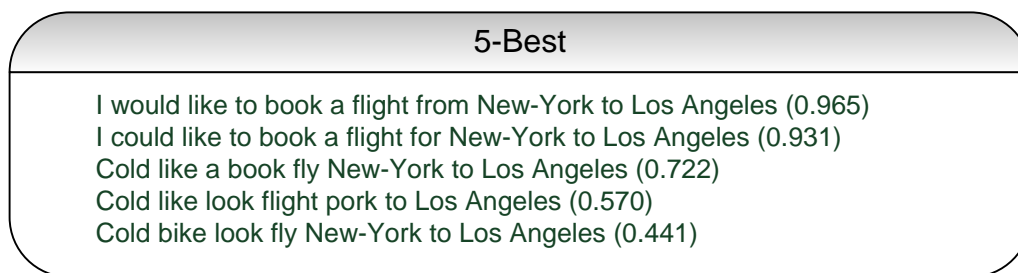 5-Best
I would like to book a flight from New-York to Los Angeles (0.965)
I could like to book a flight for New-York to Los Angeles (0.931)
Cold like a book fly New-York to Los Angeles (0.722)
Cold like look flight pork to Los Angeles (0.570)
Cold bike look fly New-York to Los Angeles (0.441)